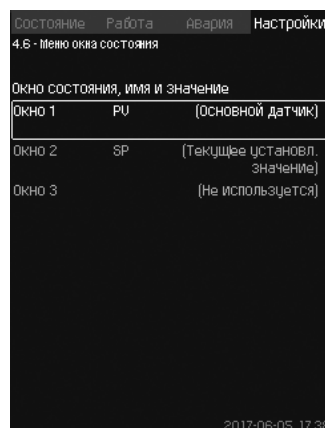 Состояние Работа Авария Настройки
4.6 - Меню окна состояния
Окно состояния, имя и значение
Окно 1 PV (Основной датчик)
Окно 2 SP (Текущее установл.
значение)
Окно 3 (Не используется)
2017-06-05 17.38